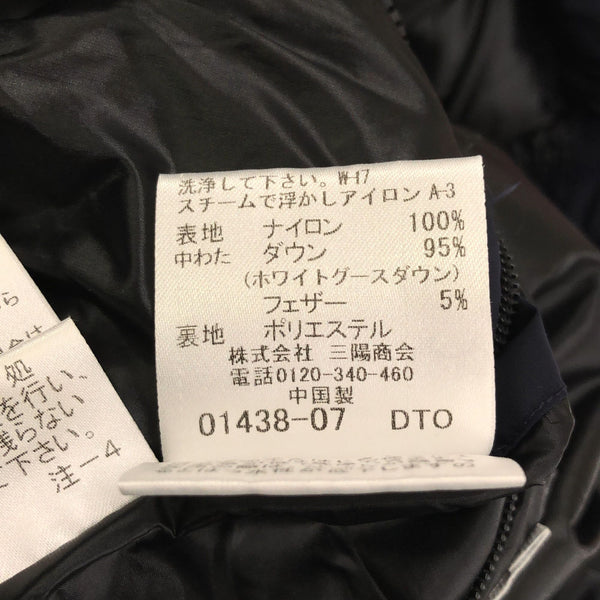 洗浄して下さい。W-17
スチームで浮かしアイロン A-3
表地 ナイロン 100%
中わた ダウン 95%
(ホワイトグースダウン)
フェザー 5%
裏地 ポリエステル
株式会社 三陽商会
電話0120-340-460
中国製
01438-07 DTO
ら
処
を行い、
残らない
下さい。
注-4